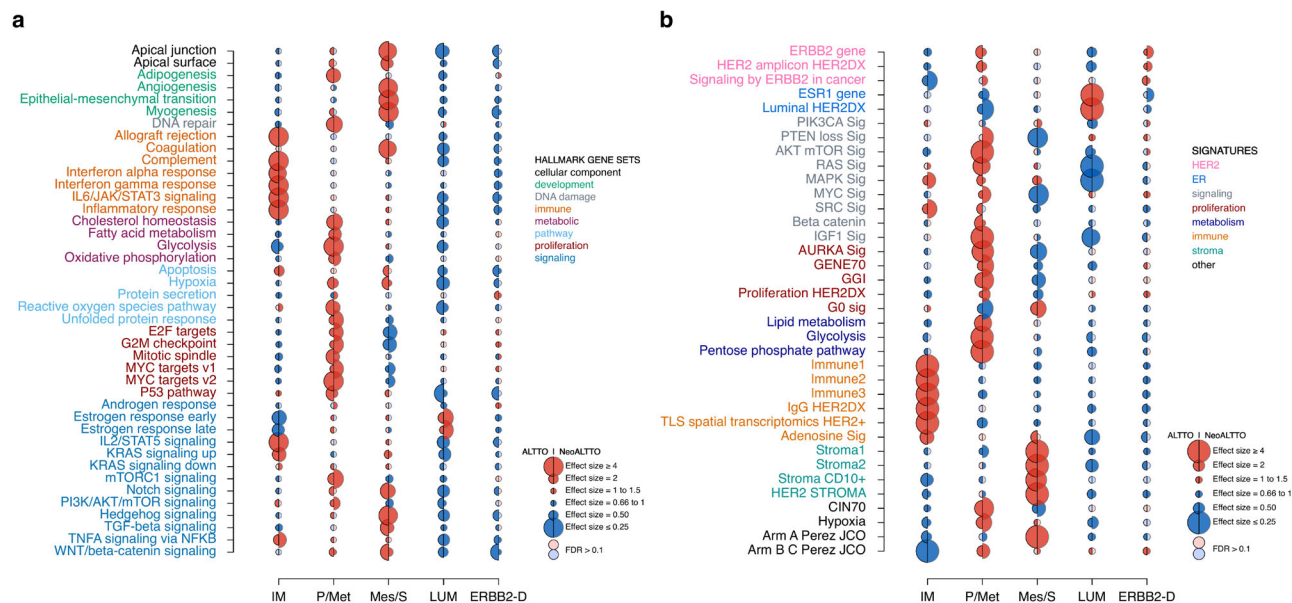 a
Apical junction
Apical surface
Adipogenesis
Angiogenesis
Epithelial-mesenchymal transition
Myogenesis
DNA repair
Allograft rejection
Coagulation
Complement
Interferon alpha response
Interferon gamma response
IL6/JAK/STAT3 signaling
Inflammatory response
Cholesterol homeostasis
Fatty acid metabolism
Glycolysis
Oxidative phosphorylation
Apoptosis
Hypoxia
Protein secretion
Reactive oxygen species pathway
Unfolded protein response
E2F targets
G2M checkpoint
Mitotic spindle
MYC targets v1
MYC targets v2
P53 pathway
Androgen response
Estrogen response early
Estrogen response late
IL2/STAT5 signaling
KRAS signaling up
KRAS signaling down
mTORC1 signaling
Notch signaling
PI3K/AKT/mTOR signaling
Hedgehog signaling
TGF-beta signaling
TNFA signaling via NFKB
WNT/beta-catenin signaling
IM P/Met Mes/S LUM ERBB2-D
HALLMARK GENE SETS
cellular component
development
DNA damage
immune
metabolic
pathway
proliferation
signaling
ALTTO | NeoALTTO
Effect size ≥ 4
Effect size = 2
Effect size = 1 to 1.5
Effect size = 0.66 to 1
Effect size = 0.50
Effect size ≤ 0.25
FDR > 0.1
b
ERBB2 gene
HER2 amplicon HER2DX
Signaling by ERBB2 in cancer
ESR1 gene
Luminal HER2DX
PIK3CA Sig
PTEN loss Sig
AKT mTOR Sig
RAS Sig
MAPK Sig
MYC Sig
SRC Sig
Beta catenin
IGF1 Sig
AURKA Sig
GENE70
GGI
Proliferation HER2DX
G0 sig
Lipid metabolism
Glycolysis
Pentose phosphate pathway
Immune1
Immune2
Immune3
IgG HER2DX
TLS spatial transcriptomics HER2+
Adenosine Sig
Stroma1
Stroma2
Stroma CD10+
HER2 STROMA
CIN70
Hypoxia
Arm A Perez JCO
Arm B C Perez JCO
IM P/Met Mes/S LUM ERBB2-D
SIGNATURES
HER2
ER
signaling
proliferation
metabolism
immune
stroma
other
ALTTO | NeoALTTO
Effect size ≥ 4
Effect size = 2
Effect size = 1 to 1.5
Effect size = 0.66 to 1
Effect size = 0.50
Effect size ≤ 0.25
FDR > 0.1